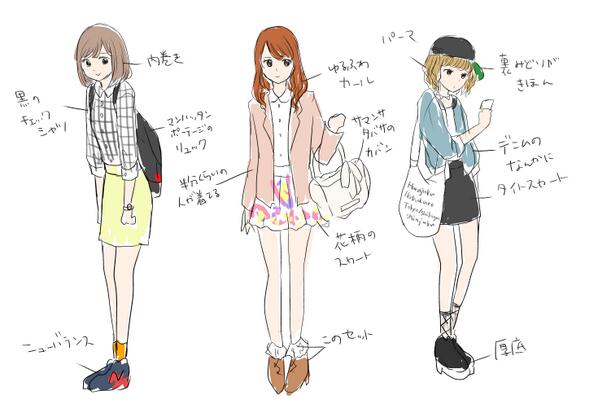 内巻き
黒の
チェック
シャツ
マンハッタン
ポーテージの
リュック
ニューバランス
ゆるふわ
カール
サマンサ
タバサの
カバン
半分くらいの
人が着てる
花柄の
スカート
このセット
パーマ
裏みどりが
きほん
デニムの
なんかに
タイトスカート
厚底